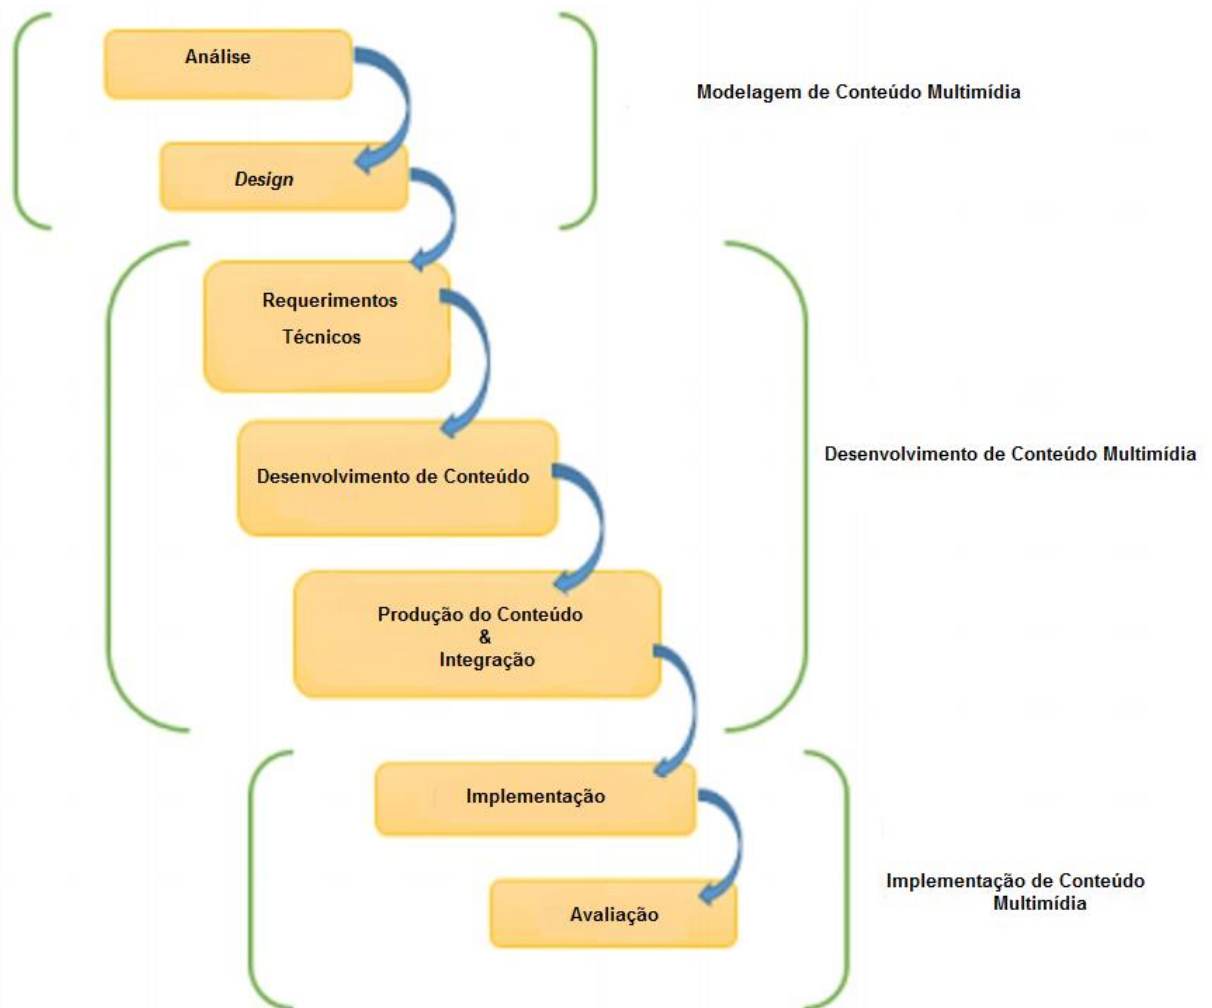 Análise
Modelagem de Conteúdo Multimídia
Design
Requerimentos
Técnicos
Desenvolvimento de Conteúdo Multimídia
Desenvolvimento de Conteúdo
Produção do Conteúdo
&
Integração
Implementação
Implementação de Conteúdo
Multimídia
Avaliação